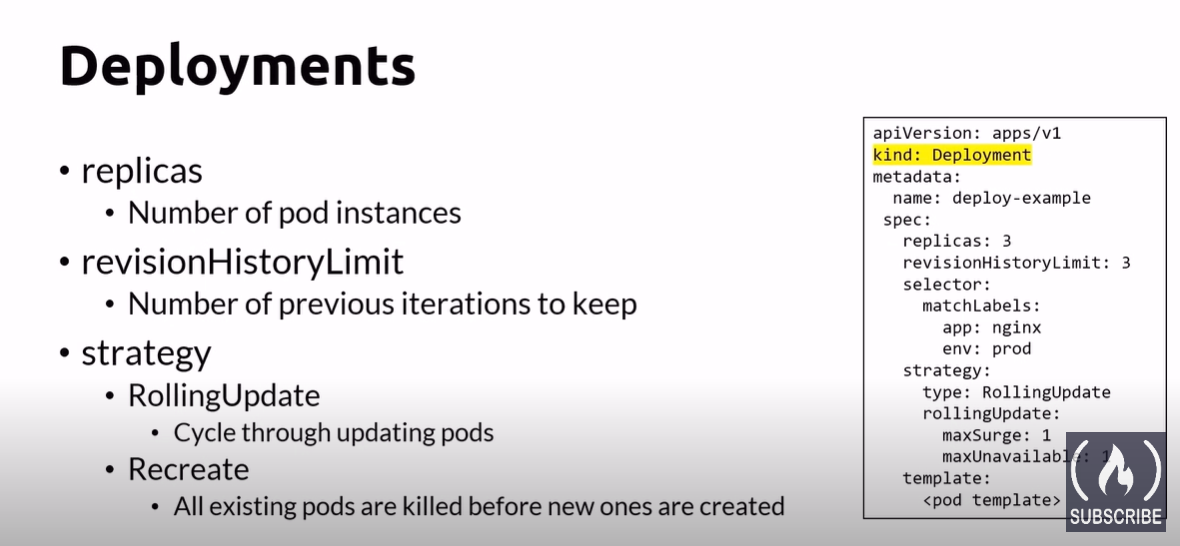 Deployments
• replicas
• Number of pod instances
• revisionHistoryLimit
• Number of previous iterations to keep
• strategy
• RollingUpdate
• Cycle through updating pods
• Recreate
• All existing pods are killed before new ones are created
apiVersion: apps/v1
kind: Deployment
metadata:
  name: deploy-example
 spec:
   replicas: 3
   revisionHistoryLimit: 3
   selector:
     matchLabels:
       app: nginx
       env: prod
   strategy:
     type: RollingUpdate
     rollingUpdate:
       maxSurge: 1
       maxUnavailable: 1
   template:
     <pod template>
SUBSCRIBE